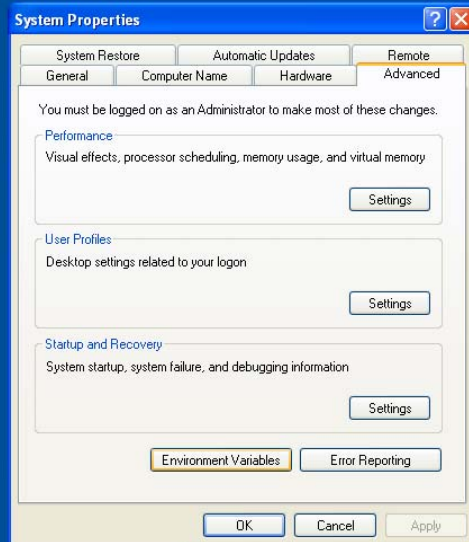 System Properties
System Restore Automatic Updates Remote
General Computer Name Hardware Advanced
You must be logged on as an Administrator to make most of these changes.
Performance
Visual effects, processor scheduling, memory usage, and virtual memory
Settings
User Profiles
Desktop settings related to your logon
Settings
Startup and Recovery
System startup, system failure, and debugging information
Settings
Environment Variables Error Reporting
OK Cancel Apply